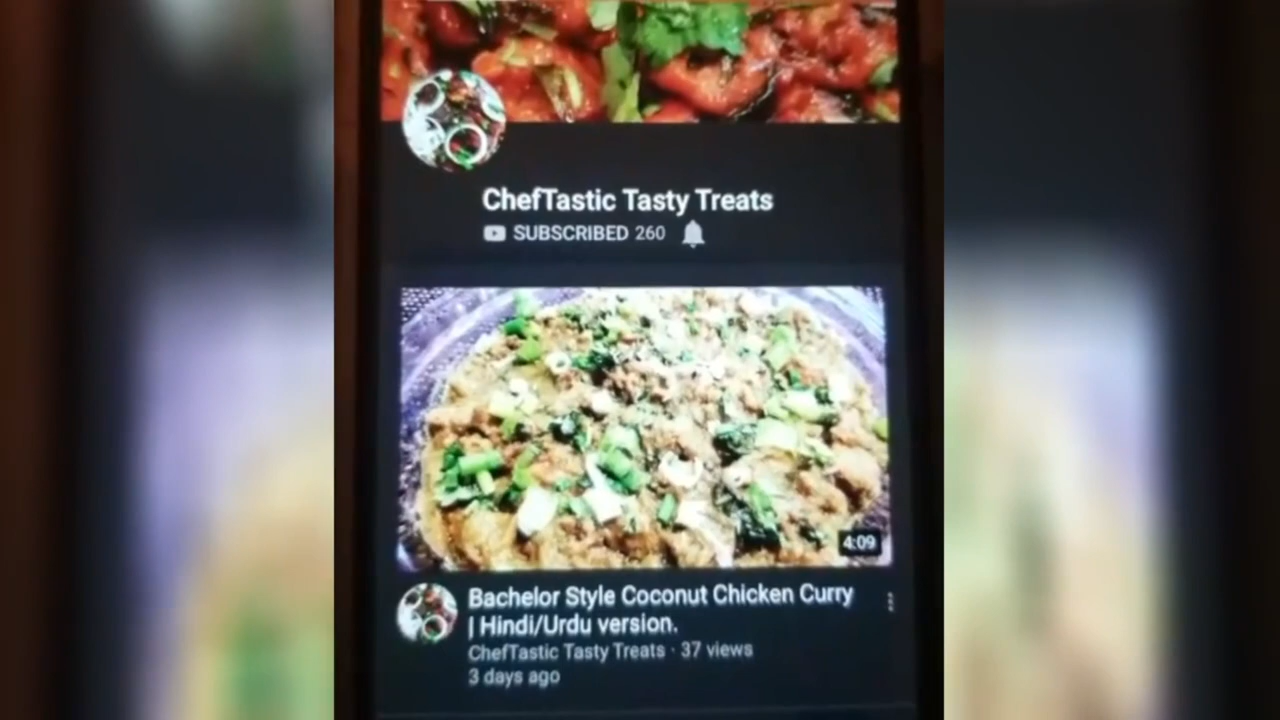 ChefTastic Tasty Treats
SUBSCRIBED 260
4:09
Bachelor Style Coconut Chicken Curry
| Hindi/Urdu version.
ChefTastic Tasty Treats · 37 views
3 days ago